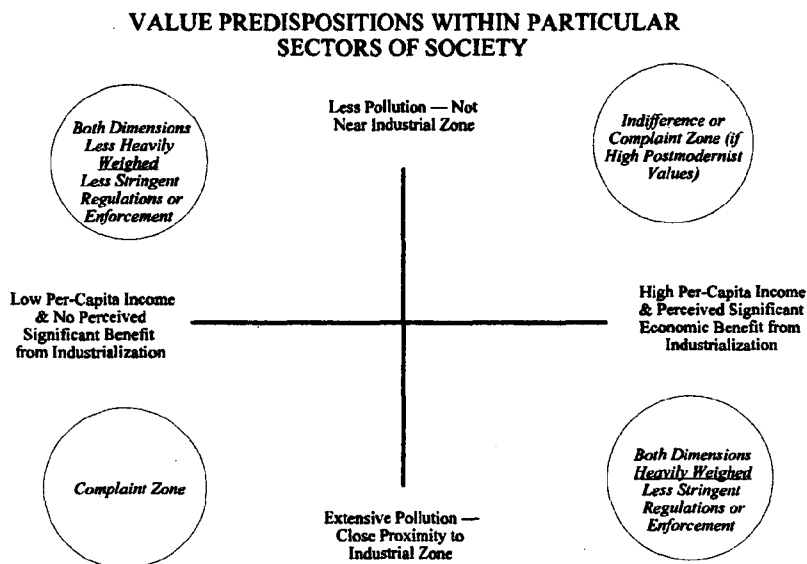 VALUE PREDISPOSITIONS WITHIN PARTICULAR
SECTORS OF SOCIETY
Both Dimensions
Less Heavily
Weighed
Less Stringent
Regulations or
Enforcement
Less Pollution — Not
Near Industrial Zone
Indifference or
Complaint Zone (if
High Postmodernist
Values)
Low Per-Capita Income
& No Perceived
Significant Benefit
from Industrialization
High Per-Capita Income
& Perceived Significant
Economic Benefit from
Industrialization
Complaint Zone
Extensive Pollution —
Close Proximity to
Industrial Zone
Both Dimensions
Heavily Weighed
Less Stringent
Regulations or
Enforcement